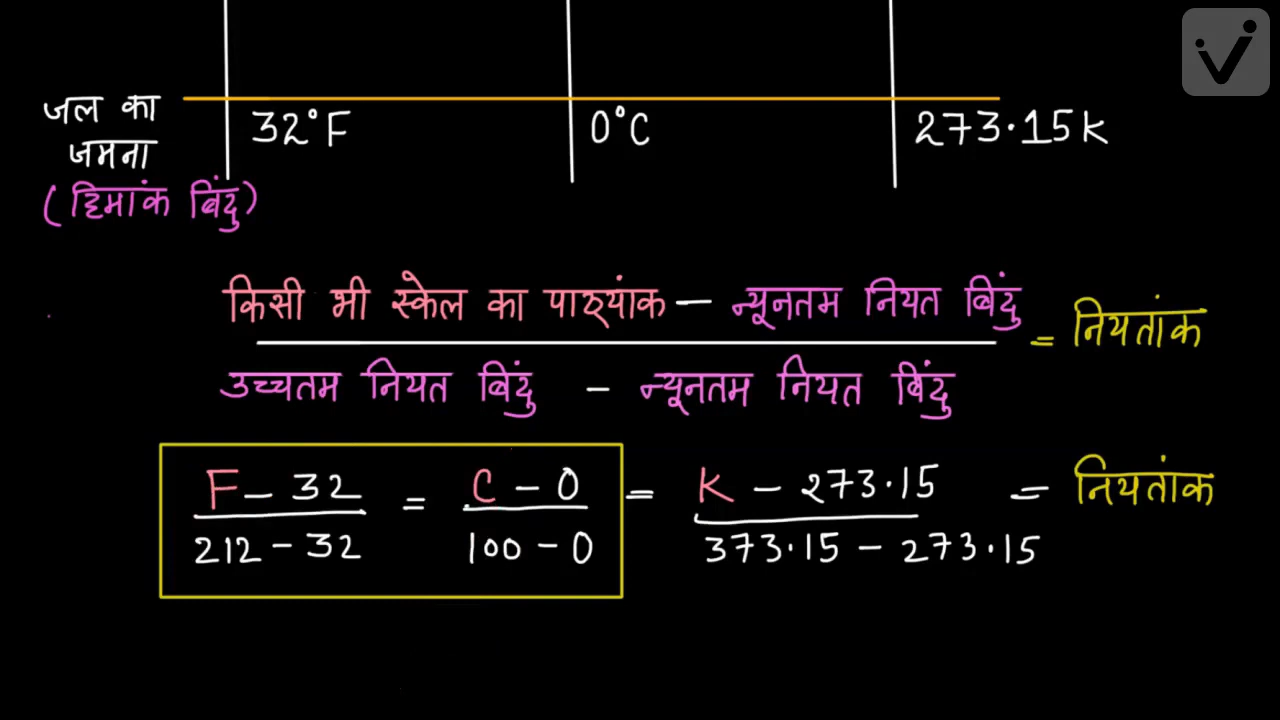 जल का
जमना
(हिमांक बिंदु)
32°F 0°C 273.15K
किसी भी स्केल का पाठ्यांक − न्यूनतम नियत बिंदु
उच्चतम नियत बिंदु − न्यूनतम नियत बिंदु
= नियतांक
F − 32 = C − 0 = K − 273.15 = नियतांक
212 − 32 100 − 0 373.15 − 273.15